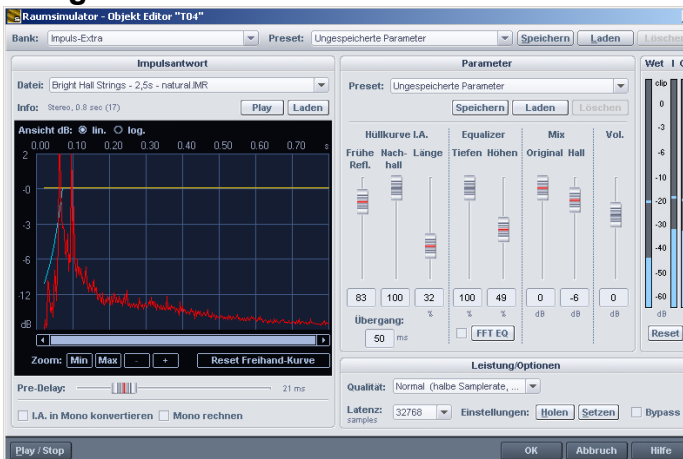 Raumsimulator - Objekt Editor "T04"
Bank: Impuls-Extra Preset: Ungespeicherte Parameter Speichern Laden Löschen
Impulsantwort
Datei: Bright Hall Strings - 2,5s - natural.IMR
Info: Stereo, 0.8 sec (17) Play Laden
Ansicht dB: lin. log.
0.00 0.10 0.20 0.30 0.40 0.50 0.60 0.70 s
2
-0
-3
-6
-12
dB
Zoom: Min Max - + Reset Freihand-Kurve
Pre-Delay: 21 ms
I.A. in Mono konvertieren Mono rechnen
Parameter
Preset: Ungespeicherte Parameter
Speichern Laden Löschen
Hüllkurve I.A. Equalizer Mix Vol.
Frühe Nach- Länge Tiefen Höhen Original Hall
Refl. hall
83 100 32 100 49 0 -6 0
% % % dB dB dB
Übergang:
50 ms
FFT EQ
Leistung/Optionen
Qualität: Normal (halbe Samplerate, ...
Latenz: 32768 Einstellungen: Holen Setzen Bypass
samples
Wet
clip
0
-3
-6
-10
-20
-30
-40
-50
-60
dB d
Reset
Play / Stop OK Abbruch Hilfe